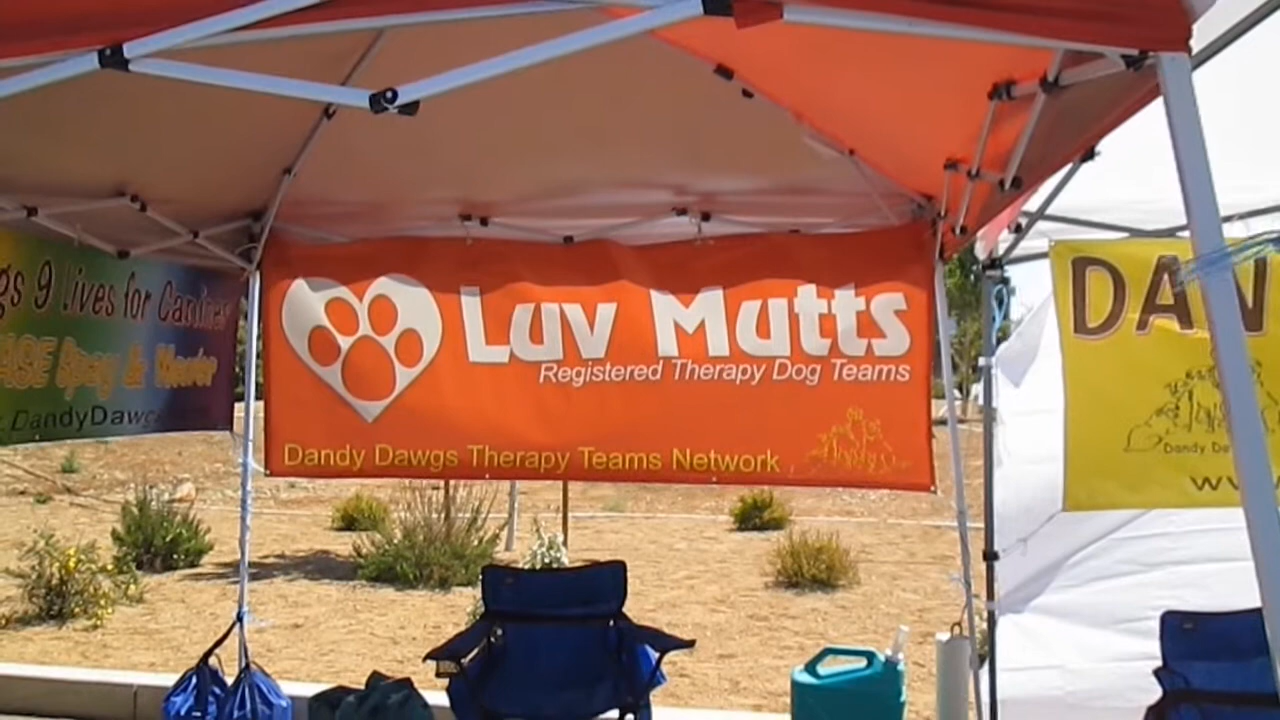 gs 9 Lives for Canines
Spay & Neuter
DandyDawgs
Luv Mutts
Registered Therapy Dog Teams
Dandy Dawgs Therapy Teams Network
DAN
Dandy Da